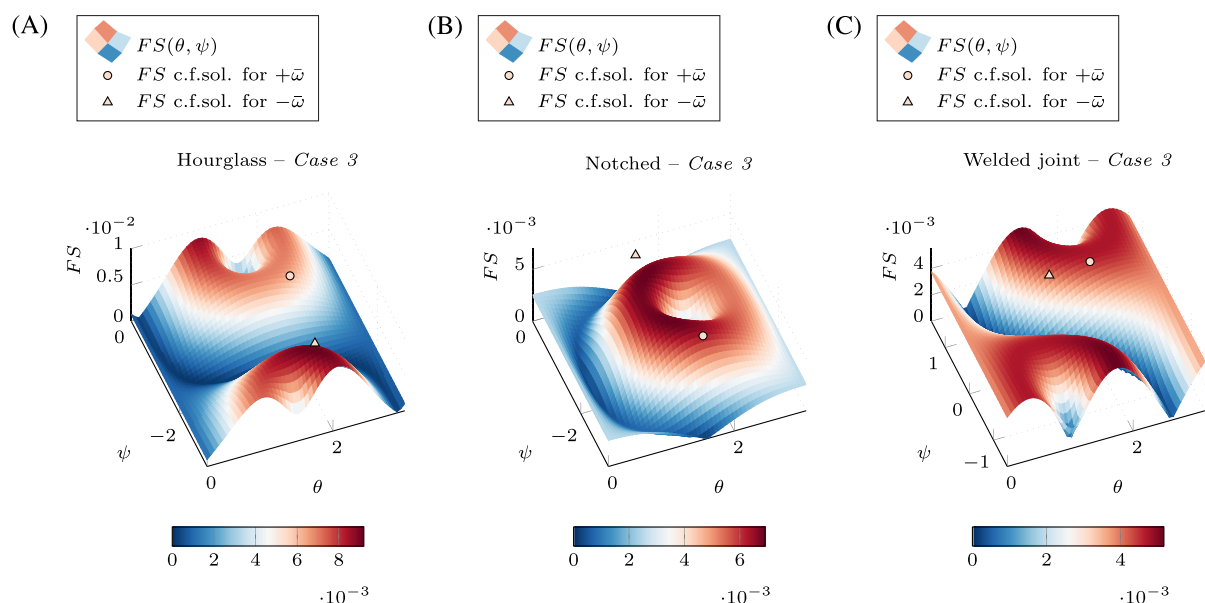 (A)
FS(θ, ψ)
FS c.f.sol. for +ω̄
FS c.f.sol. for −ω̄
Hourglass – Case 3
·10⁻²
FS
1
0.5
0
0
−2
ψ
0
2
θ
0 2 4 6 8
·10⁻³
(B)
FS(θ, ψ)
FS c.f.sol. for +ω̄
FS c.f.sol. for −ω̄
Notched – Case 3
·10⁻³
FS
5
0
0
−2
ψ
0
2
θ
0 2 4 6
·10⁻³
(C)
FS(θ, ψ)
FS c.f.sol. for +ω̄
FS c.f.sol. for −ω̄
Welded joint – Case 3
·10⁻³
FS
4
2
0
1
0
−1
ψ
0
2
θ
0 2 4
·10⁻³